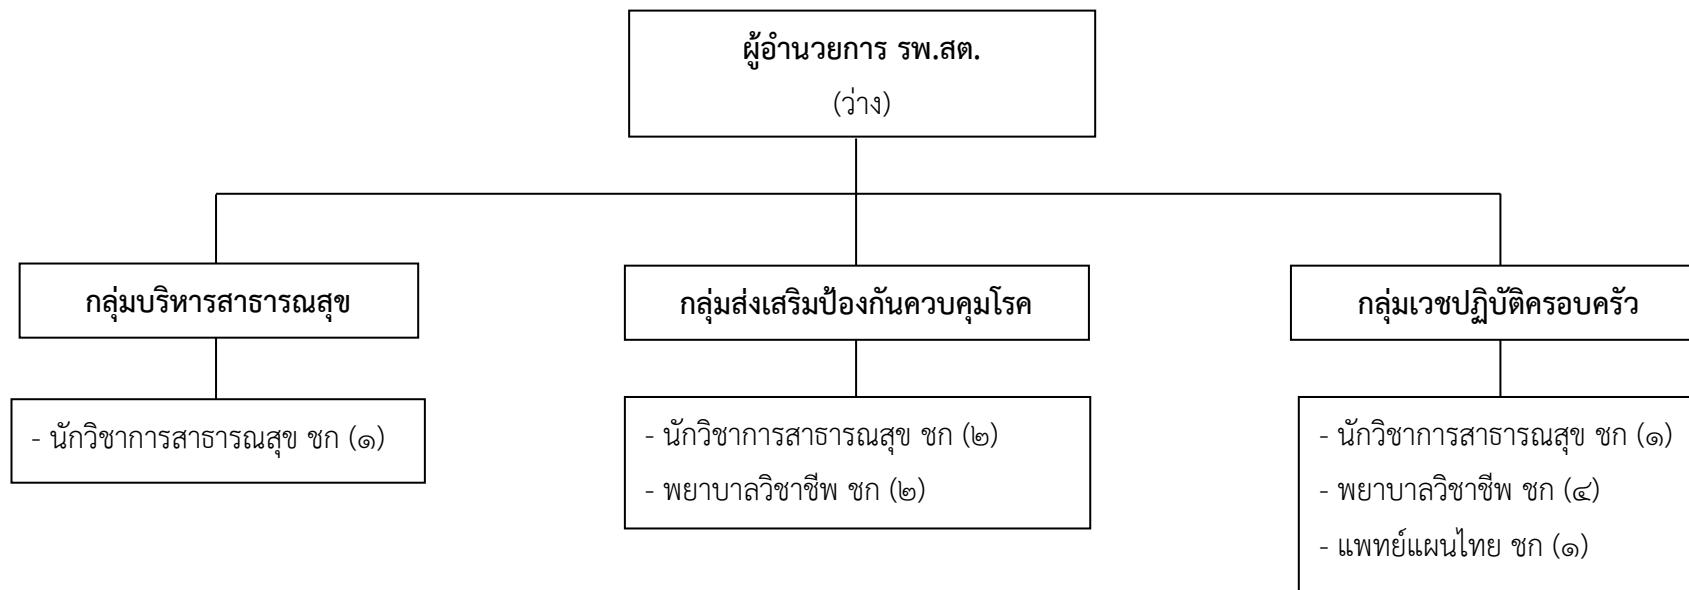 ผู้อำนวยการ รพ.สต.
(ว่าง)
กลุ่มบริหารสาธารณสุข
- นักวิชาการสาธารณสุข ชก (๑)
กลุ่มส่งเสริมป้องกันควบคุมโรค
- นักวิชาการสาธารณสุข ชก (๒)
- พยาบาลวิชาชีพ ชก (๒)
กลุ่มเวชปฏิบัติครอบครัว
- นักวิชาการสาธารณสุข ชก (๑)
- พยาบาลวิชาชีพ ชก (๔)
- แพทย์แผนไทย ชก (๑)